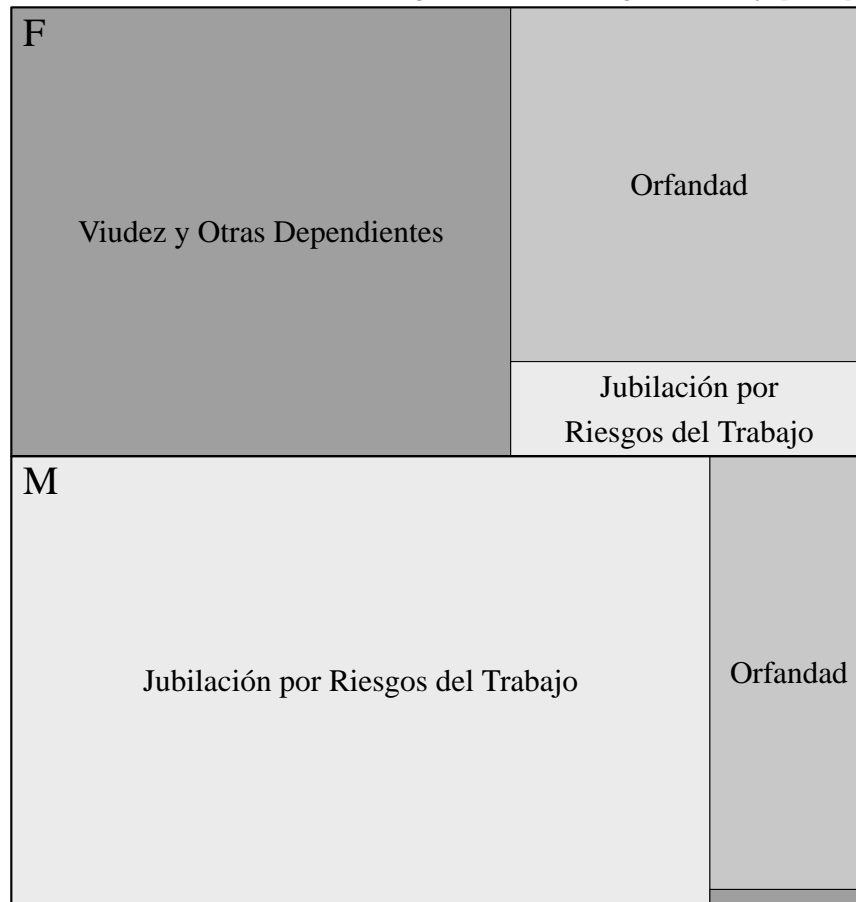 F
Viudez y Otras Dependientes
Orfandad
Jubilación por
Riesgos del Trabajo
M
Jubilación por Riesgos del Trabajo
Orfandad